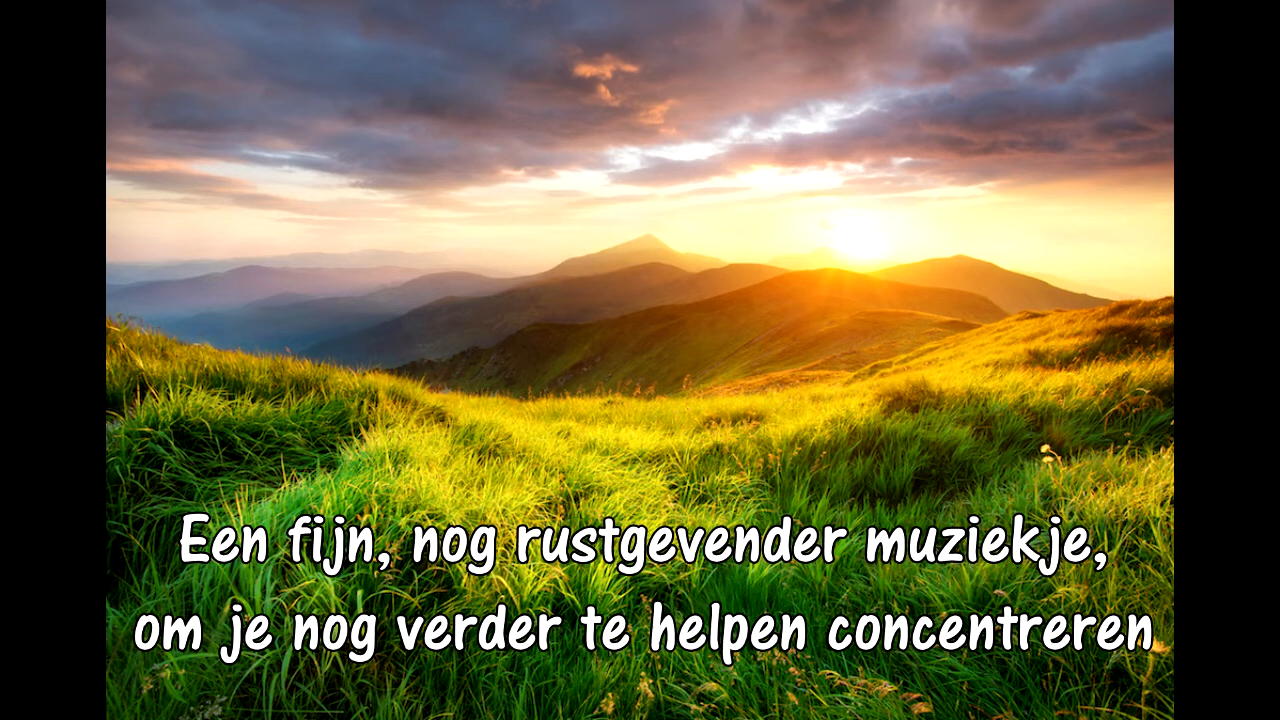 Een fijn, nog rustgevender muziekje,
om je nog verder te helpen concentreren